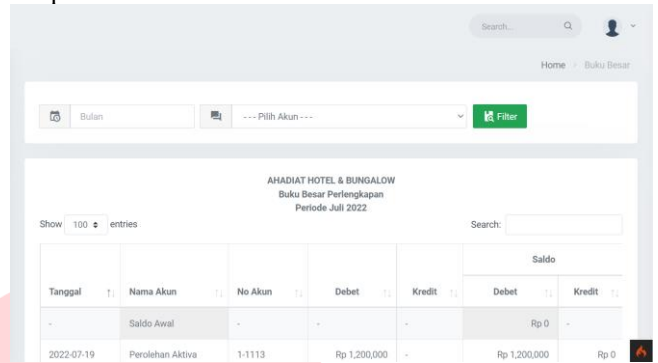 Search...
Home Buku Besar
Bulan --- Pilih Akun --- Filter
AHADIAT HOTEL & BUNGALOW
Buku Besar Perlengkapan
Periode Juli 2022
Show 100 entries Search:
Saldo
Tanggal Nama Akun No Akun Debet Kredit Debet Kredit
- Saldo Awal - - - Rp 0 -
2022-07-19 Perolehan Aktiva 1-1113 Rp 1,200,000 - Rp 1,200,000 Rp 0